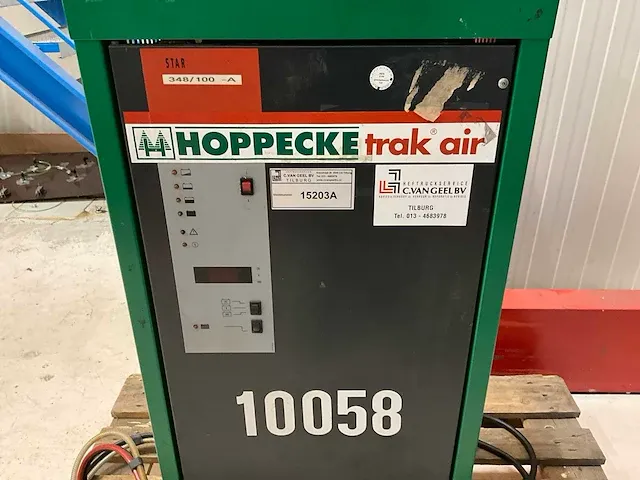 STAR
348/100 -A
HOPPECKE trak® air
C.VAN GEEL BV
TILBURG
15203A
HEFTRUCKSERVICE
C.VAN GEEL BV
TILBURG
Tel: 013 - 4683978
10058